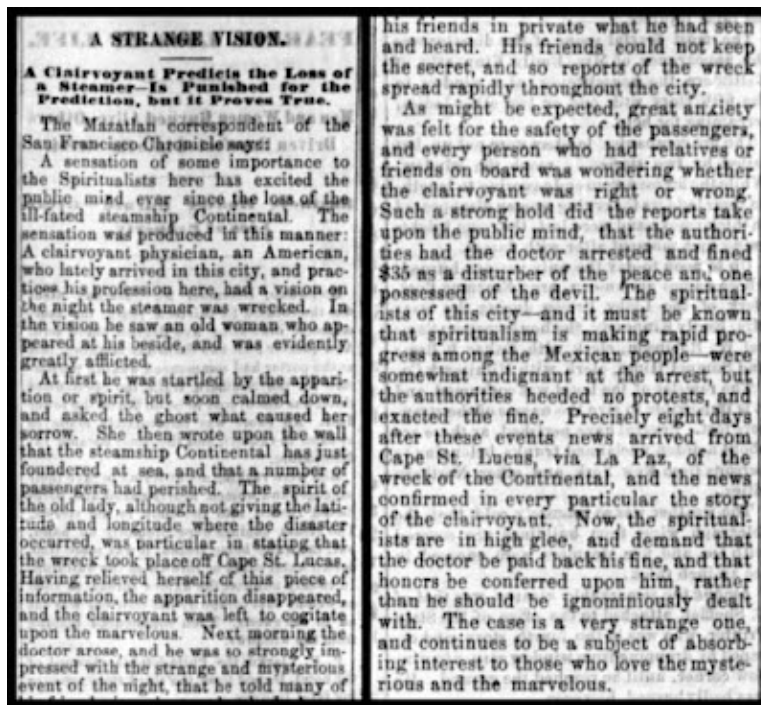 A STRANGE VISION.
A Clairvoyant Predicts the Loss of
a Steamer—Is Punished for the
Prediction, but it Proves True.
The Mazatlan correspondent of the
San Francisco Chronicle says:
A sensation of some importance to
the Spiritualists here has excited the
public mind ever since the loss of the
ill-fated steamship Continental. The
sensation was produced in this manner:
A clairvoyant physician, an American,
who lately arrived in this city, and prac-
tices his profession here, had a vision on
the night the steamer was wrecked. In
the vision he saw an old woman who ap-
peared at his beside, and was evidently
greatly afflicted.
At first he was startled by the appari-
tion or spirit, but soon calmed down,
and asked the ghost what caused her
sorrow. She then wrote upon the wall
that the steamship Continental has just
foundered at sea, and that a number of
passengers had perished. The spirit of
the old lady, although not giving the lati-
tude and longitude where the disaster
occurred, was particular in stating that
the wreck took place off Cape St. Lucas.
Having relieved herself of this piece of
information, the apparition disappeared,
and the clairvoyant was left to cogitate
upon the marvelous. Next morning the
doctor arose, and he was so strongly im-
pressed with the strange and mysterious
event of the night, that he told many of
his friends in private what he had seen
and heard. His friends could not keep
the secret, and so reports of the wreck
spread rapidly throughout the city.
As might be expected, great anxiety
was felt for the safety of the passengers,
and every person who had relatives or
friends on board was wondering whether
the clairvoyant was right or wrong.
Such a strong hold did the reports take
upon the public mind, that the authori-
ties had the doctor arrested and fined
$35 as a disturber of the peace and one
possessed of the devil. The spiritual-
ists of this city—and it must be known
that spiritualism is making rapid pro-
gress among the Mexican people—were
somewhat indignant at the arrest, but
the authorities heeded no protests, and
exacted the fine. Precisely eight days
after these events news arrived from
Cape St. Lucus, via La Paz, of the
wreck of the Continental, and the news
confirmed in every particular the story
of the clairvoyant. Now, the spiritual-
ists are in high glee, and demand that
the doctor be paid back his fine, and that
honors be conferred upon him, rather
than he should be ignominiously dealt
with. The case is a very strange one,
and continues to be a subject of absorb-
ing interest to those who love the myste-
rious and the marvelous.